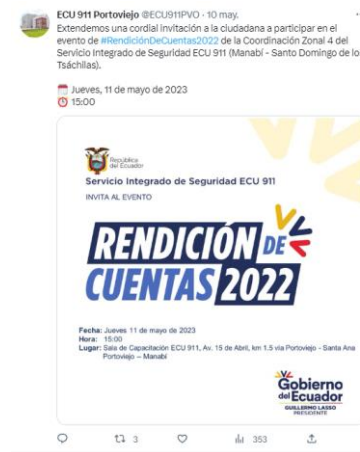 ECU 911 Portoviejo @ECU911PVO · 10 may.
Extendemos una cordial invitación a la ciudadana a participar en el
evento de #RendiciónDeCuentas2022 de la Coordinación Zonal 4 del
Servicio Integrado de Seguridad ECU 911 (Manabí - Santo Domingo de lo
Tsáchilas).
Jueves, 11 de mayo de 2023
15:00
República
del Ecuador
Servicio Integrado de Seguridad ECU 911
INVITA AL EVENTO
RENDICIÓN DE
CUENTAS 2022
Fecha: Jueves 11 de mayo de 2023
Hora: 15:00
Lugar: Sala de Capacitación ECU 911, Av. 15 de Abril, km 1.5 vía Portoviejo - Santa Ana
Portoviejo – Manabí
Gobierno
del Ecuador
GUILLERMO LASSO
PRESIDENTE
3 353